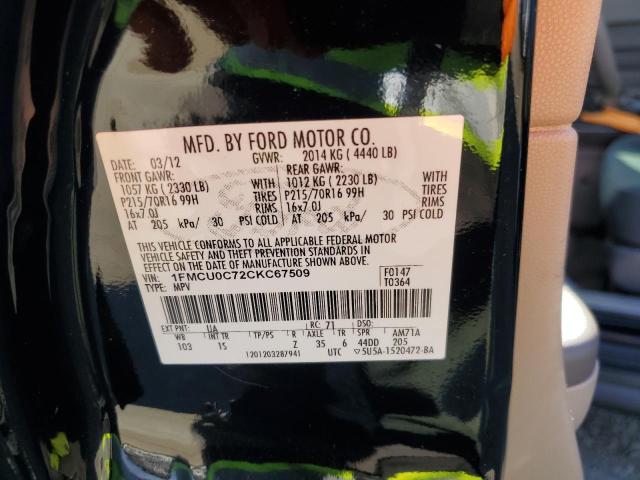 MFD. BY FORD MOTOR CO.
DATE: 03/12 GVWR: 2014 KG ( 4440 LB)
FRONT GAWR: REAR GAWR:
1057 KG ( 2330 LB) WITH 1012 KG ( 2230 LB) WITH
P215/70R16 99H TIRES P215/70R16 99H TIRES
16x7.0J RIMS 16x7.0J RIMS
AT 205 kPa/ 30 PSI COLD AT 205 kPa/ 30 PSI COLD
THIS VEHICLE CONFORMS TO ALL APPLICABLE FEDERAL MOTOR
VEHICLE SAFETY AND THEFT PREVENTION STANDARDS IN
EFFECT ON THE DATE OF MANUFACTURE SHOWN ABOVE.
VIN: 1FMCU0C72CKC67509 F0147
TYPE: MPV T0364
EXT PNT: UA RC: 71 DSO:
WB INT TR TP/PS R AXLE TR SPR AM71A
103 IS Z 35 6 44DD 205
1201203287941 UTC ▽5U5A-1520472-BA